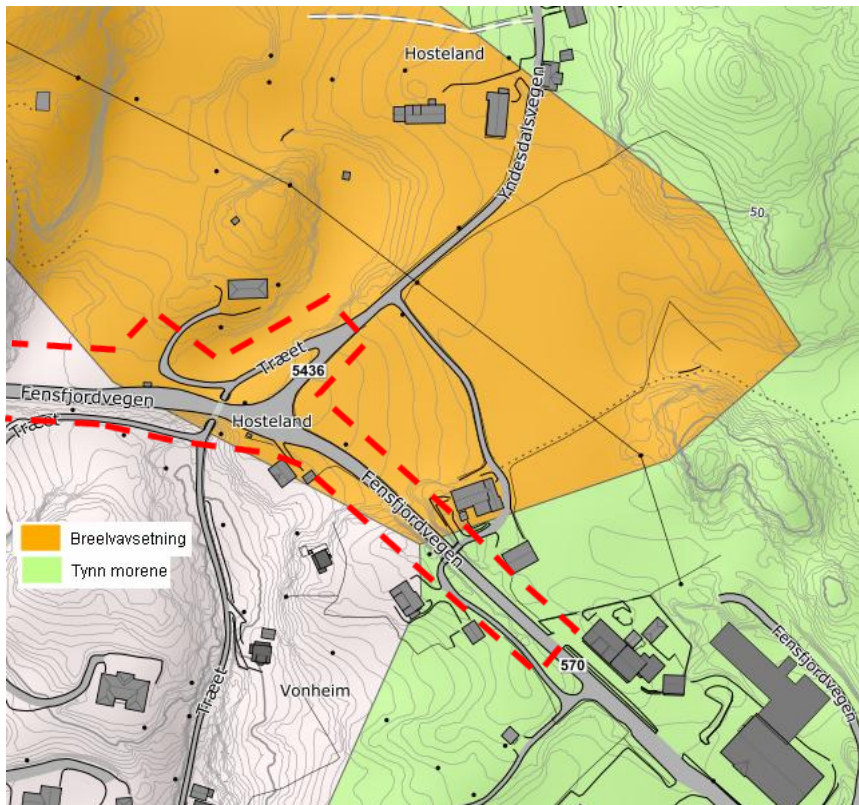 Hosteland
Yndesdalsvegen
50
Træet
5436
Fensfjordvegen
Hosteland
Træet
Fensfjordvegen
Breelvavsetning
Tynn morene
Fensfjordvegen
570
Træet
Vonheim